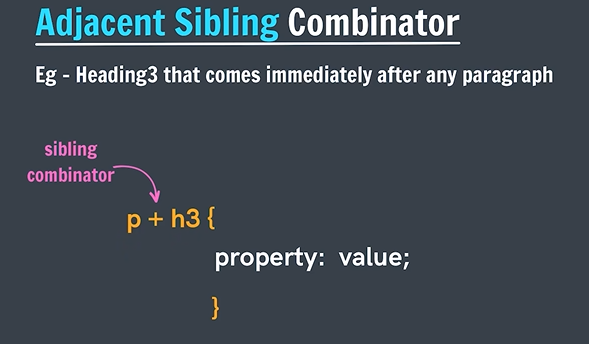 Adjacent Sibling Combinator
Eg - Heading3 that comes immediately after any paragraph
sibling
combinator
p + h3 {
property: value;
}